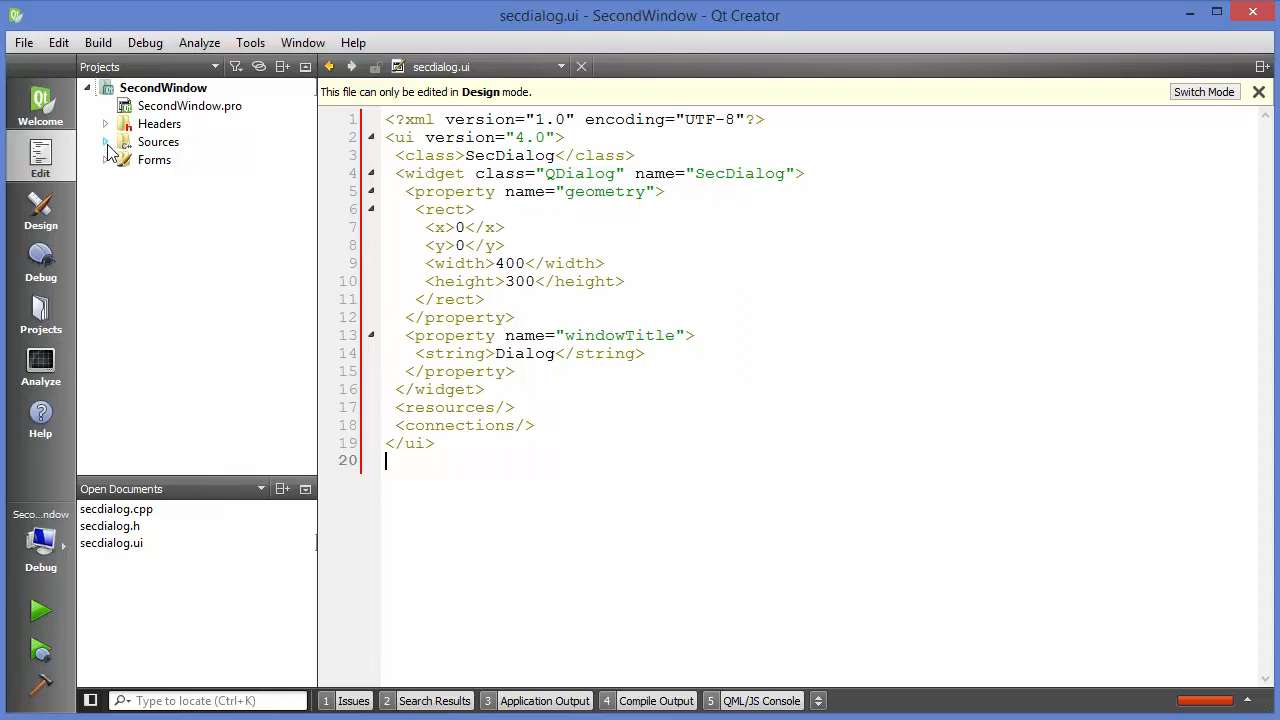 secdialog.ui - SecondWindow - Qt Creator
File Edit Build Debug Analyze Tools Window Help
Projects
secdialog.ui
Welcome
Edit
Design
Debug
Projects
Analyze
Help
SecondWindow
SecondWindow.pro
Headers
Sources
Forms
This file can only be edited in Design mode.
Switch Mode
1 <?xml version="1.0" encoding="UTF-8"?>
2 <ui version="4.0">
3 <class>SecDialog</class>
4 <widget class="QDialog" name="SecDialog">
5 <property name="geometry">
6 <rect>
7 <x>0</x>
8 <y>0</y>
9 <width>400</width>
10 <height>300</height>
11 </rect>
12 </property>
13 <property name="windowTitle">
14 <string>Dialog</string>
15 </property>
16 </widget>
17 <resources/>
18 <connections/>
19 </ui>
20
Open Documents
secdialog.cpp
secdialog.h
secdialog.ui
Seco...ndow
Debug
Type to locate (Ctrl+K)
1 Issues
2 Search Results
3 Application Output
4 Compile Output
5 QML/JS Console